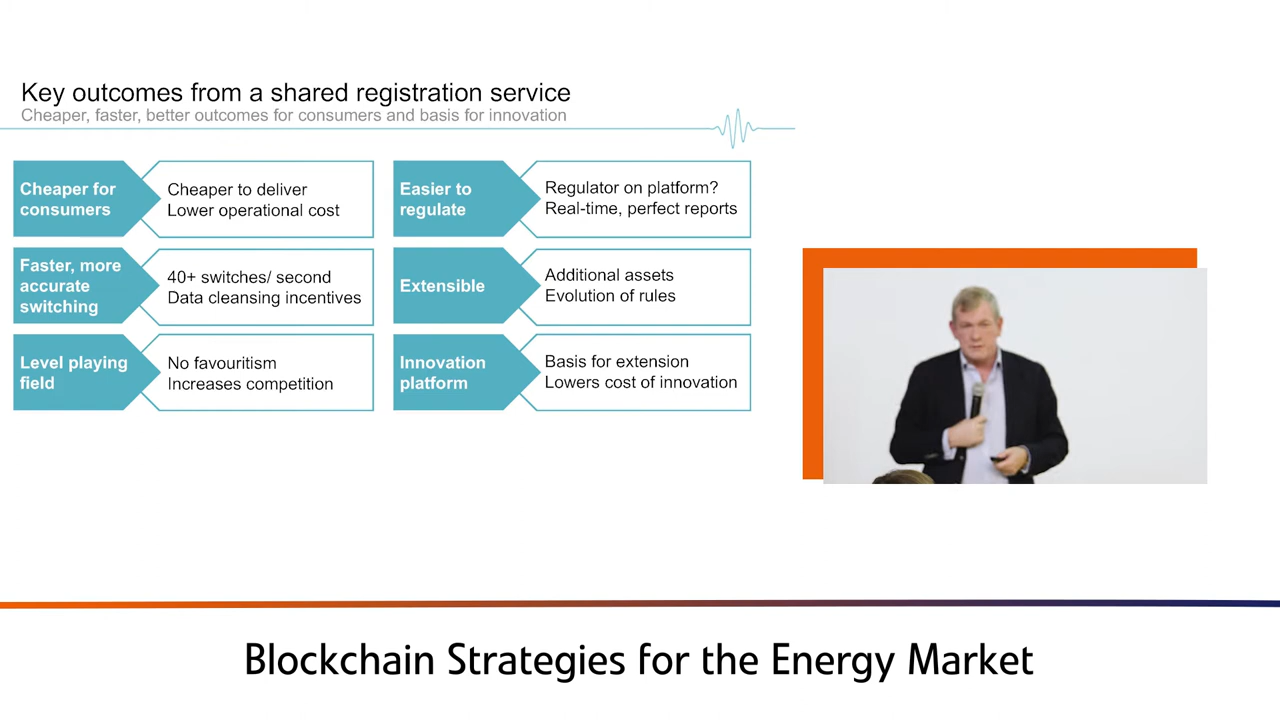 Key outcomes from a shared registration service
Cheaper, faster, better outcomes for consumers and basis for innovation
Cheaper for
consumers
Cheaper to deliver
Lower operational cost
Easier to
regulate
Regulator on platform?
Real-time, perfect reports
Faster, more
accurate
switching
40+ switches/ second
Data cleansing incentives
Extensible
Additional assets
Evolution of rules
Level playing
field
No favouritism
Increases competition
Innovation
platform
Basis for extension
Lowers cost of innovation
Blockchain Strategies for the Energy Market